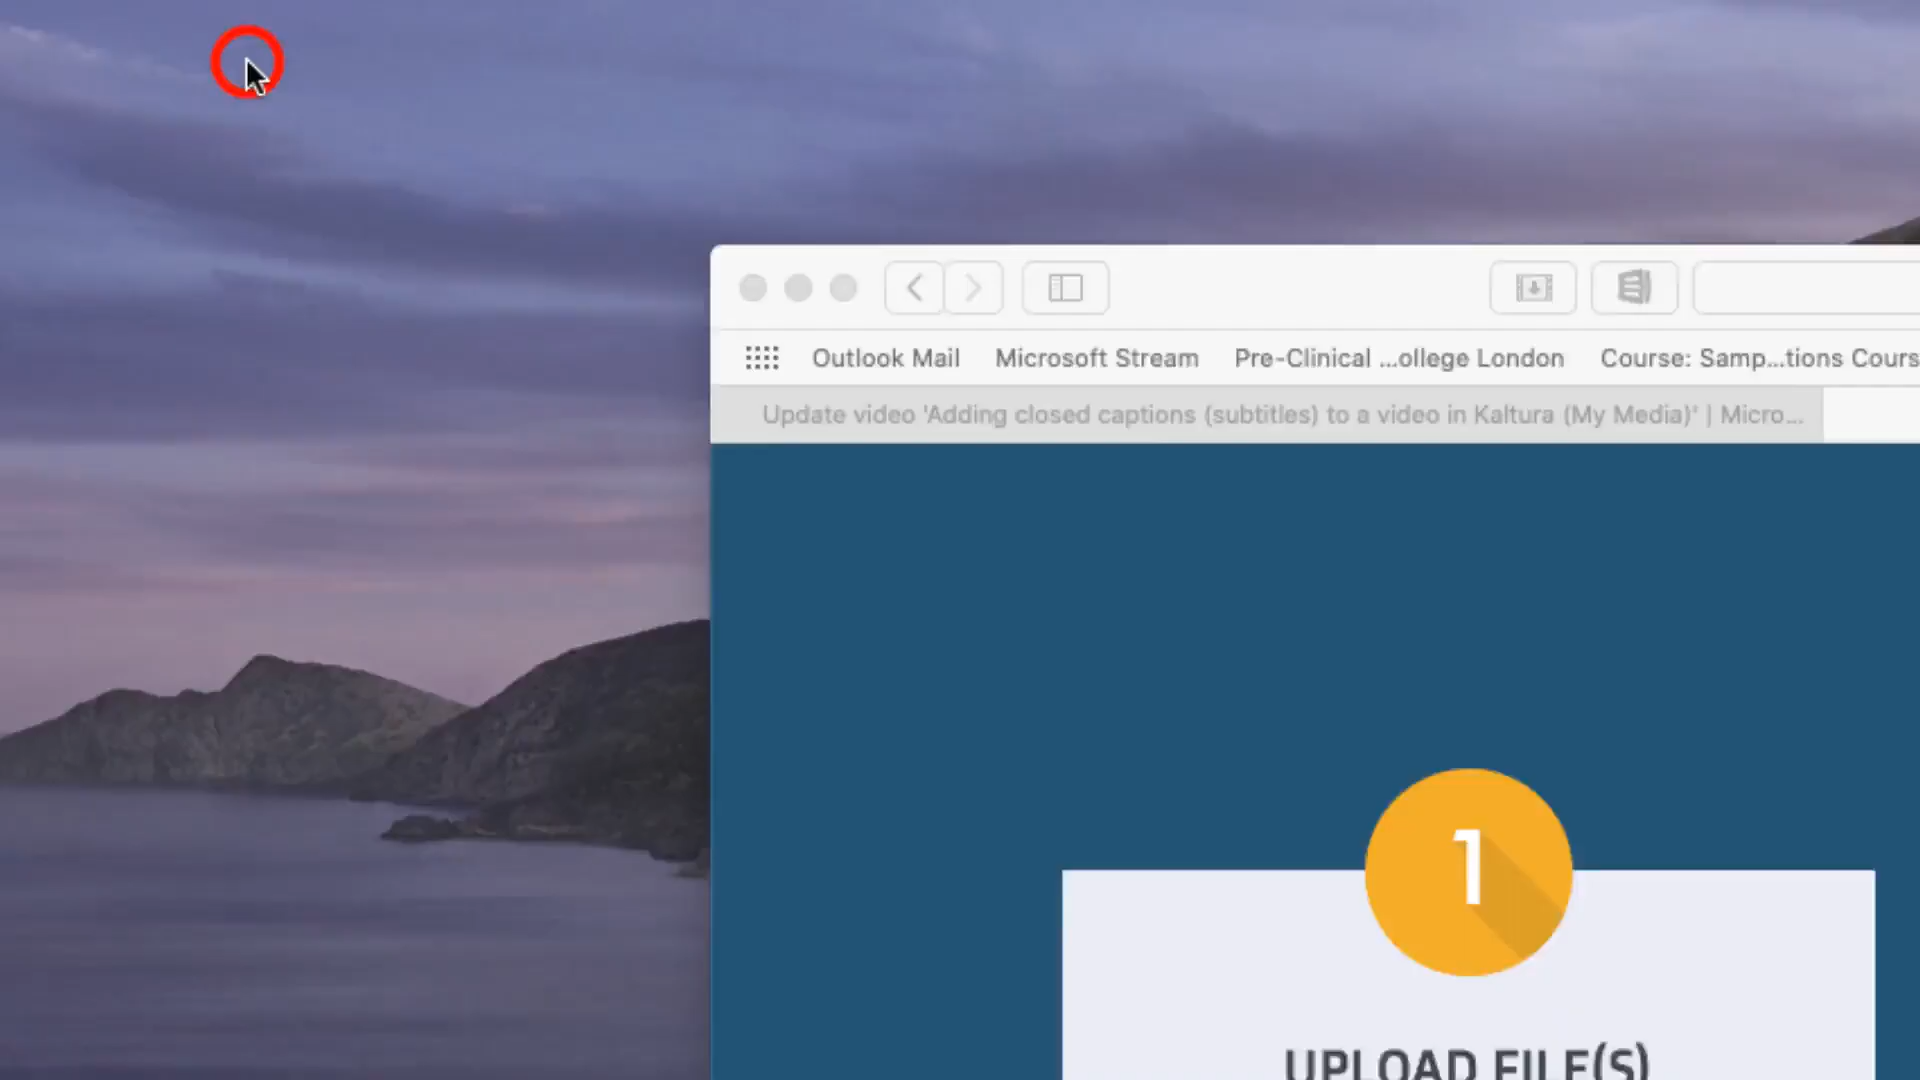 Outlook Mail Microsoft Stream Pre-Clinical ...ollege London Course: Samp...tions Cours
Update video 'Adding closed captions (subtitles) to a video in Kaltura (My Media)' | Micro...
1
UPLOAD FILE(S)